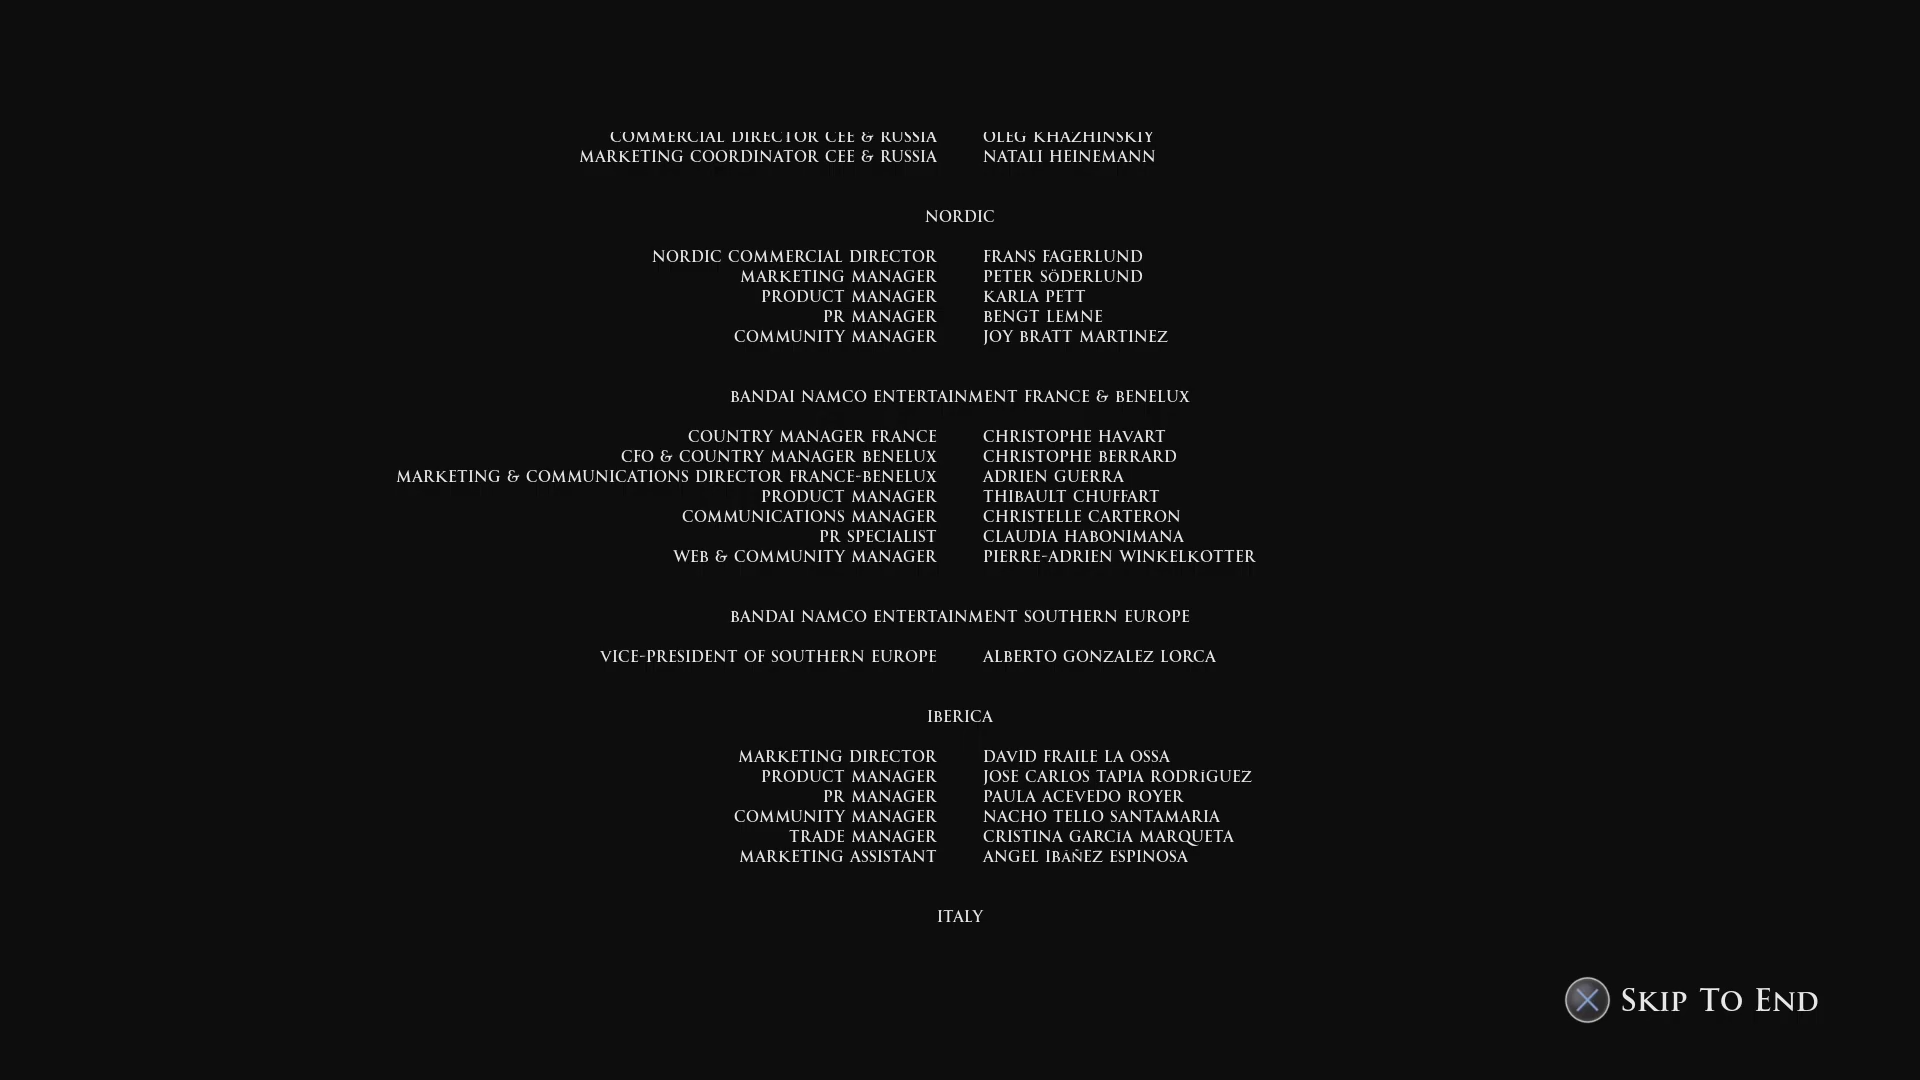 COMMERCIAL DIRECTOR CEE & RUSSIA OLEG KHAZHINSKIY
MARKETING COORDINATOR CEE & RUSSIA NATALI HEINEMANN
NORDIC
NORDIC COMMERCIAL DIRECTOR FRANS FAGERLUND
MARKETING MANAGER PETER SÖDERLUND
PRODUCT MANAGER KARLA PETT
PR MANAGER BENGT LEMNE
COMMUNITY MANAGER JOY BRATT MARTINEZ
BANDAI NAMCO ENTERTAINMENT FRANCE & BENELUX
COUNTRY MANAGER FRANCE CHRISTOPHE HAVART
CFO & COUNTRY MANAGER BENELUX CHRISTOPHE BERRARD
MARKETING & COMMUNICATIONS DIRECTOR FRANCE-BENELUX ADRIEN GUERRA
PRODUCT MANAGER THIBAULT CHUFFART
COMMUNICATIONS MANAGER CHRISTELLE CARTERON
PR SPECIALIST CLAUDIA HABONIMANA
WEB & COMMUNITY MANAGER PIERRE-ADRIEN WINKELKOTTER
BANDAI NAMCO ENTERTAINMENT SOUTHERN EUROPE
VICE-PRESIDENT OF SOUTHERN EUROPE ALBERTO GONZALEZ LORCA
IBERICA
MARKETING DIRECTOR DAVID FRAILE LA OSSA
PRODUCT MANAGER JOSE CARLOS TAPIA RODRÍGUEZ
PR MANAGER PAULA ACEVEDO ROYER
COMMUNITY MANAGER NACHO TELLO SANTAMARIA
TRADE MANAGER CRISTINA GARCÍA MARQUETA
MARKETING ASSISTANT ANGEL IBÁÑEZ ESPINOSA
ITALY
SKIP TO END